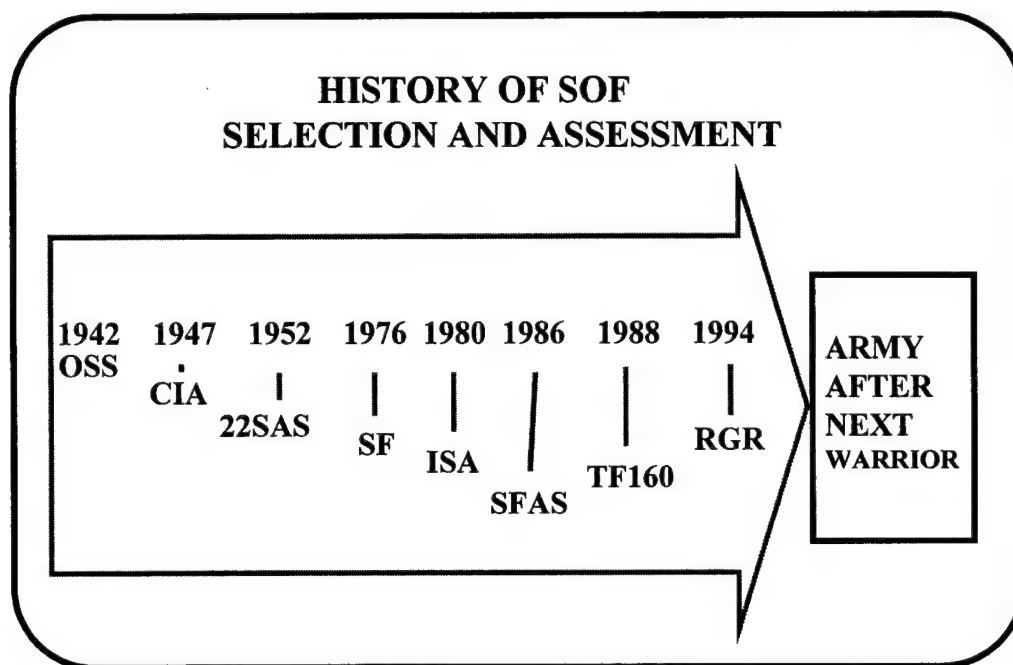 HISTORY OF SOF
SELECTION AND ASSESSMENT
1942 1947 1952 1976 1980 1986 1988 1994
OSS
CIA
22SAS
SF
ISA
SFAS
TF160
RGR
ARMY
AFTER
NEXT
WARRIOR